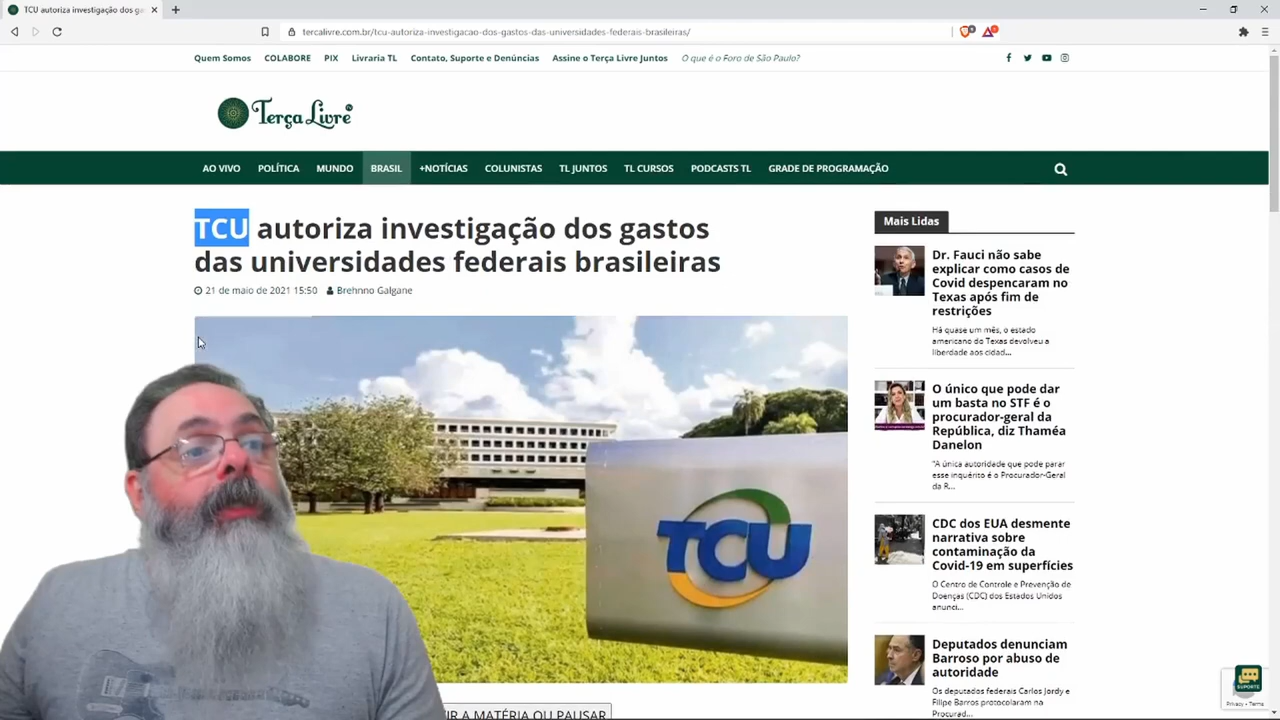 TCU autoriza investigação dos ga
tercalivre.com.br/tcu-autoriza-investigacao-dos-gastos-das-universidades-federais-brasileiras/
Quem Somos COLABORE PIX Livraria TL Contato, Suporte e Denúncias Assine o Terça Livre Juntos O que é o Foro de São Paulo?
Terça Livre TV
AO VIVO POLÍTICA MUNDO BRASIL +NOTÍCIAS COLUNISTAS TL JUNTOS TL CURSOS PODCASTS TL GRADE DE PROGRAMAÇÃO
TCU autoriza investigação dos gastos
das universidades federais brasileiras
21 de maio de 2021 15:50 Brehnno Galgane
TCU
IR A MATÉRIA OU PAUSAR
Mais Lidas
Dr. Fauci não sabe
explicar como casos de
Covid despencaram no
Texas após fim de
restrições
Há quase um mês, o estado
americano do Texas devolveu a
liberdade aos cidad...
O único que pode dar
um basta no STF é o
procurador-geral da
República, diz Thaméa
Danelon
"A única autoridade que pode parar
esse inquérito é o Procurador-Geral
da R...
CDC dos EUA desmente
narrativa sobre
contaminação da
Covid-19 em superfícies
O Centro de Controle e Prevenção de
Doenças (CDC) dos Estados Unidos
anunci...
Deputados denunciam
Barroso por abuso de
autoridade
Os deputados federais Carlos Jordy e
Filipe Barros protocolaram na
Procurad...
SUPORTE
Privacy - Terms